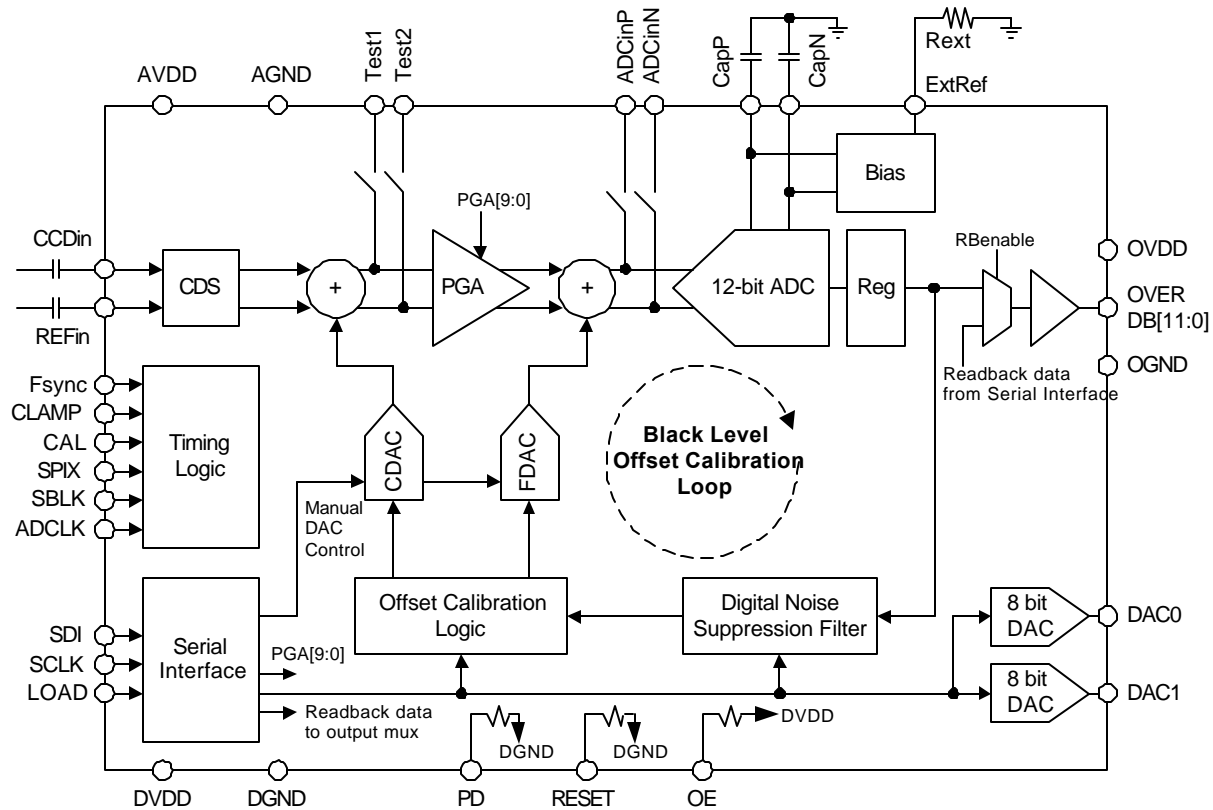 Rext
Test1
Test2
ADCinP
ADCinN
CapP
CapN
ExtRef
AVDD
AGND
Bias
PGA[9:0]
CCDin
REFin
CDS
+
PGA
+
12-bit ADC
Reg
RBenable
OVDD
OVER
DB[11:0]
OGND
Readback data
from Serial Interface
Fsync
CLAMP
CAL
SPIX
SBLK
ADCLK
Timing
Logic
CDAC
FDAC
Black Level
Offset Calibration
Loop
Manual
DAC
Control
Offset Calibration
Logic
Digital Noise
Suppression Filter
8 bit
DAC
DAC0
SDI
SCLK
LOAD
Serial
Interface
PGA[9:0]
Readback data
to output mux
8 bit
DAC
DAC1
DGND
DGND
DVDD
DVDD
DGND
PD
RESET
OE